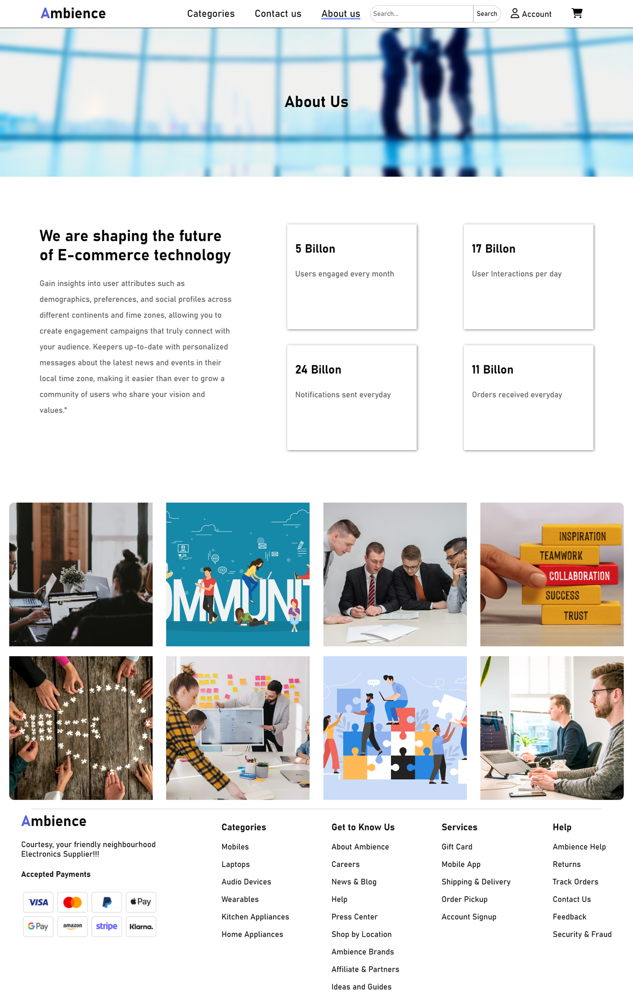 Ambience
Categories
Contact us
About us
Search...
Search
Account
About Us
We are shaping the future
of E-commerce technology
Gain insights into user attributes such as
demographics, preferences, and social profiles across
different continents and fime zones, allowing you to
create engagement campaigns that truly connect with
your audience. Keepers up-to-date with personalized
messages about the latest news and events in their
local time zone, making it easier than ever to grow a
community of users who share your vision and
values."
5 Billon
Users engaged every month
17 Billon
User Interactions per day
24 Billon
Notifications sent everyday
11 Billon
Orders received everyday
2k
OMMUNIT
INSPIRATION
TEAMWORK
COLLABORATION
SUCCESS
TRUST
Ambience
Courtesy, your friendly neighbourhood
Electronics Supplier!!!
Accepted Payments
VISA
Pay
G Pay
amazon
stripe
Klarna.
Categories
Mobiles
Laptops
Audio Devices
Wearables
Kitchen Appliances
Home Appliances
Get to Know Us
About Ambience
Careers
News & Blog
Help
Press Center
Shop by Location
Ambience Brands
Affiliate & Partners
Ideas and Guides
Services
Gift Card
Mobile App
Shipping & Delivery
Order Pickup
Account Signup
Help
Ambience Help
Returns
Track Orders
Contact Us
Feedback
Security & Fraud